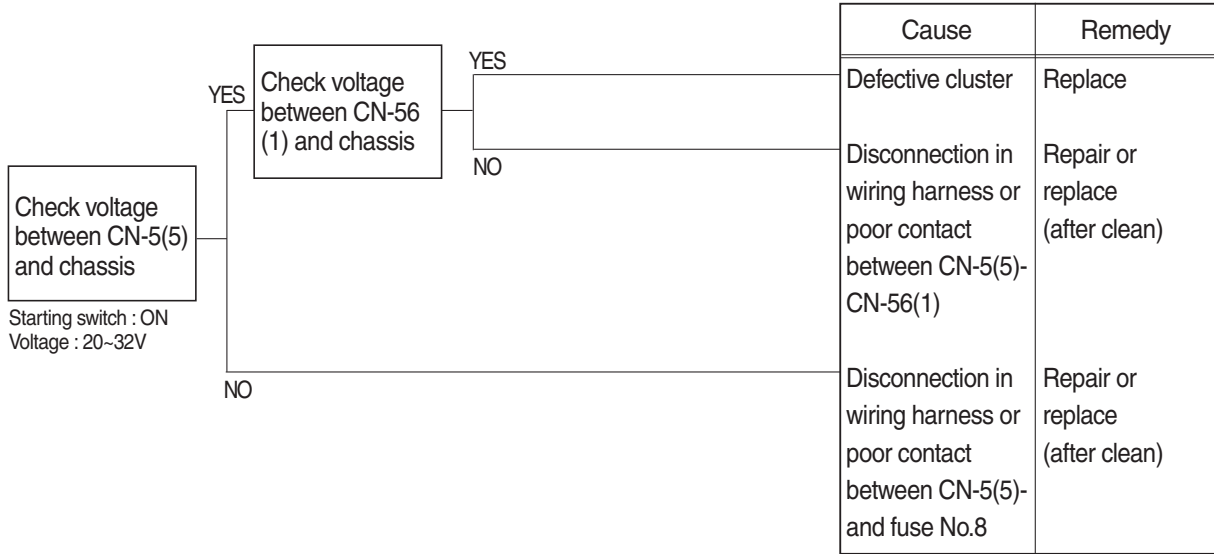 Cause
Remedy
YES
Check voltage
between CN-56
(1) and chassis
YES
NO
Defective cluster
Replace
Disconnection in
wiring harness or
poor contact
between CN-5(5)-
CN-56(1)
Repair or
replace
(after clean)
Check voltage
between CN-5(5)
and chassis
Starting switch : ON
Voltage : 20~32V
NO
Disconnection in
wiring harness or
poor contact
between CN-5(5)-
and fuse No.8
Repair or
replace
(after clean)